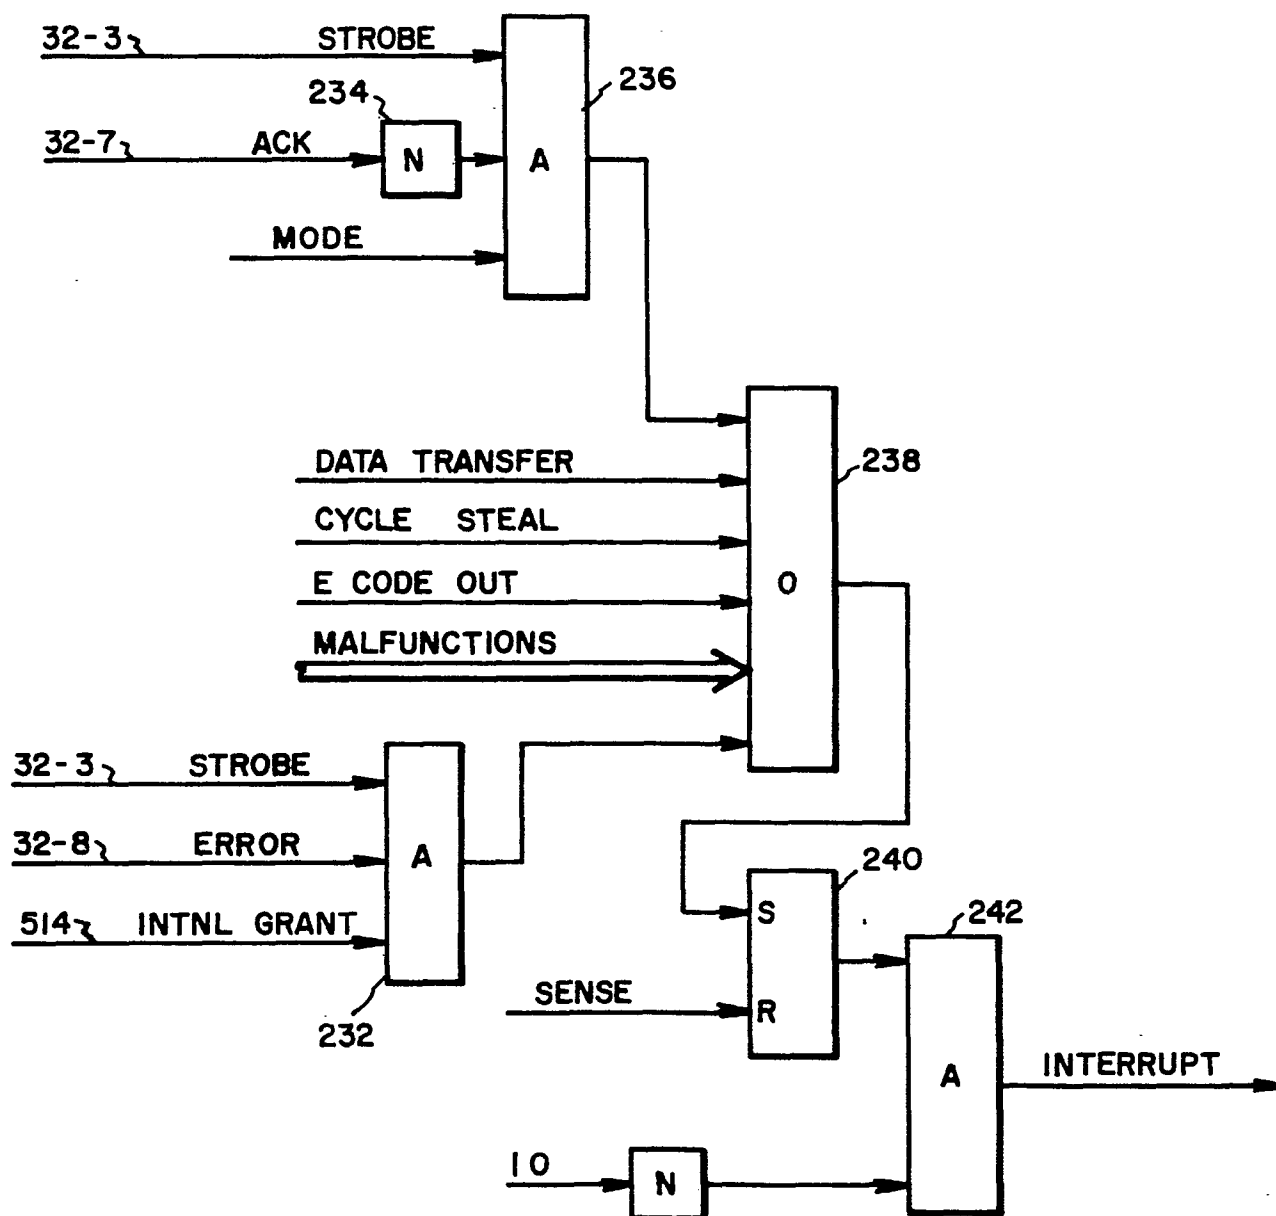 32-3 STROBE
236
234
32-7 ACK
N
A
MODE
DATA TRANSFER
238
CYCLE STEAL
E CODE OUT
O
MALFUNCTIONS
32-3 STROBE
32-8 ERROR
A
240
514 INTNL GRANT
S
242
SENSE
R
232
INTERRUPT
A
IO
N